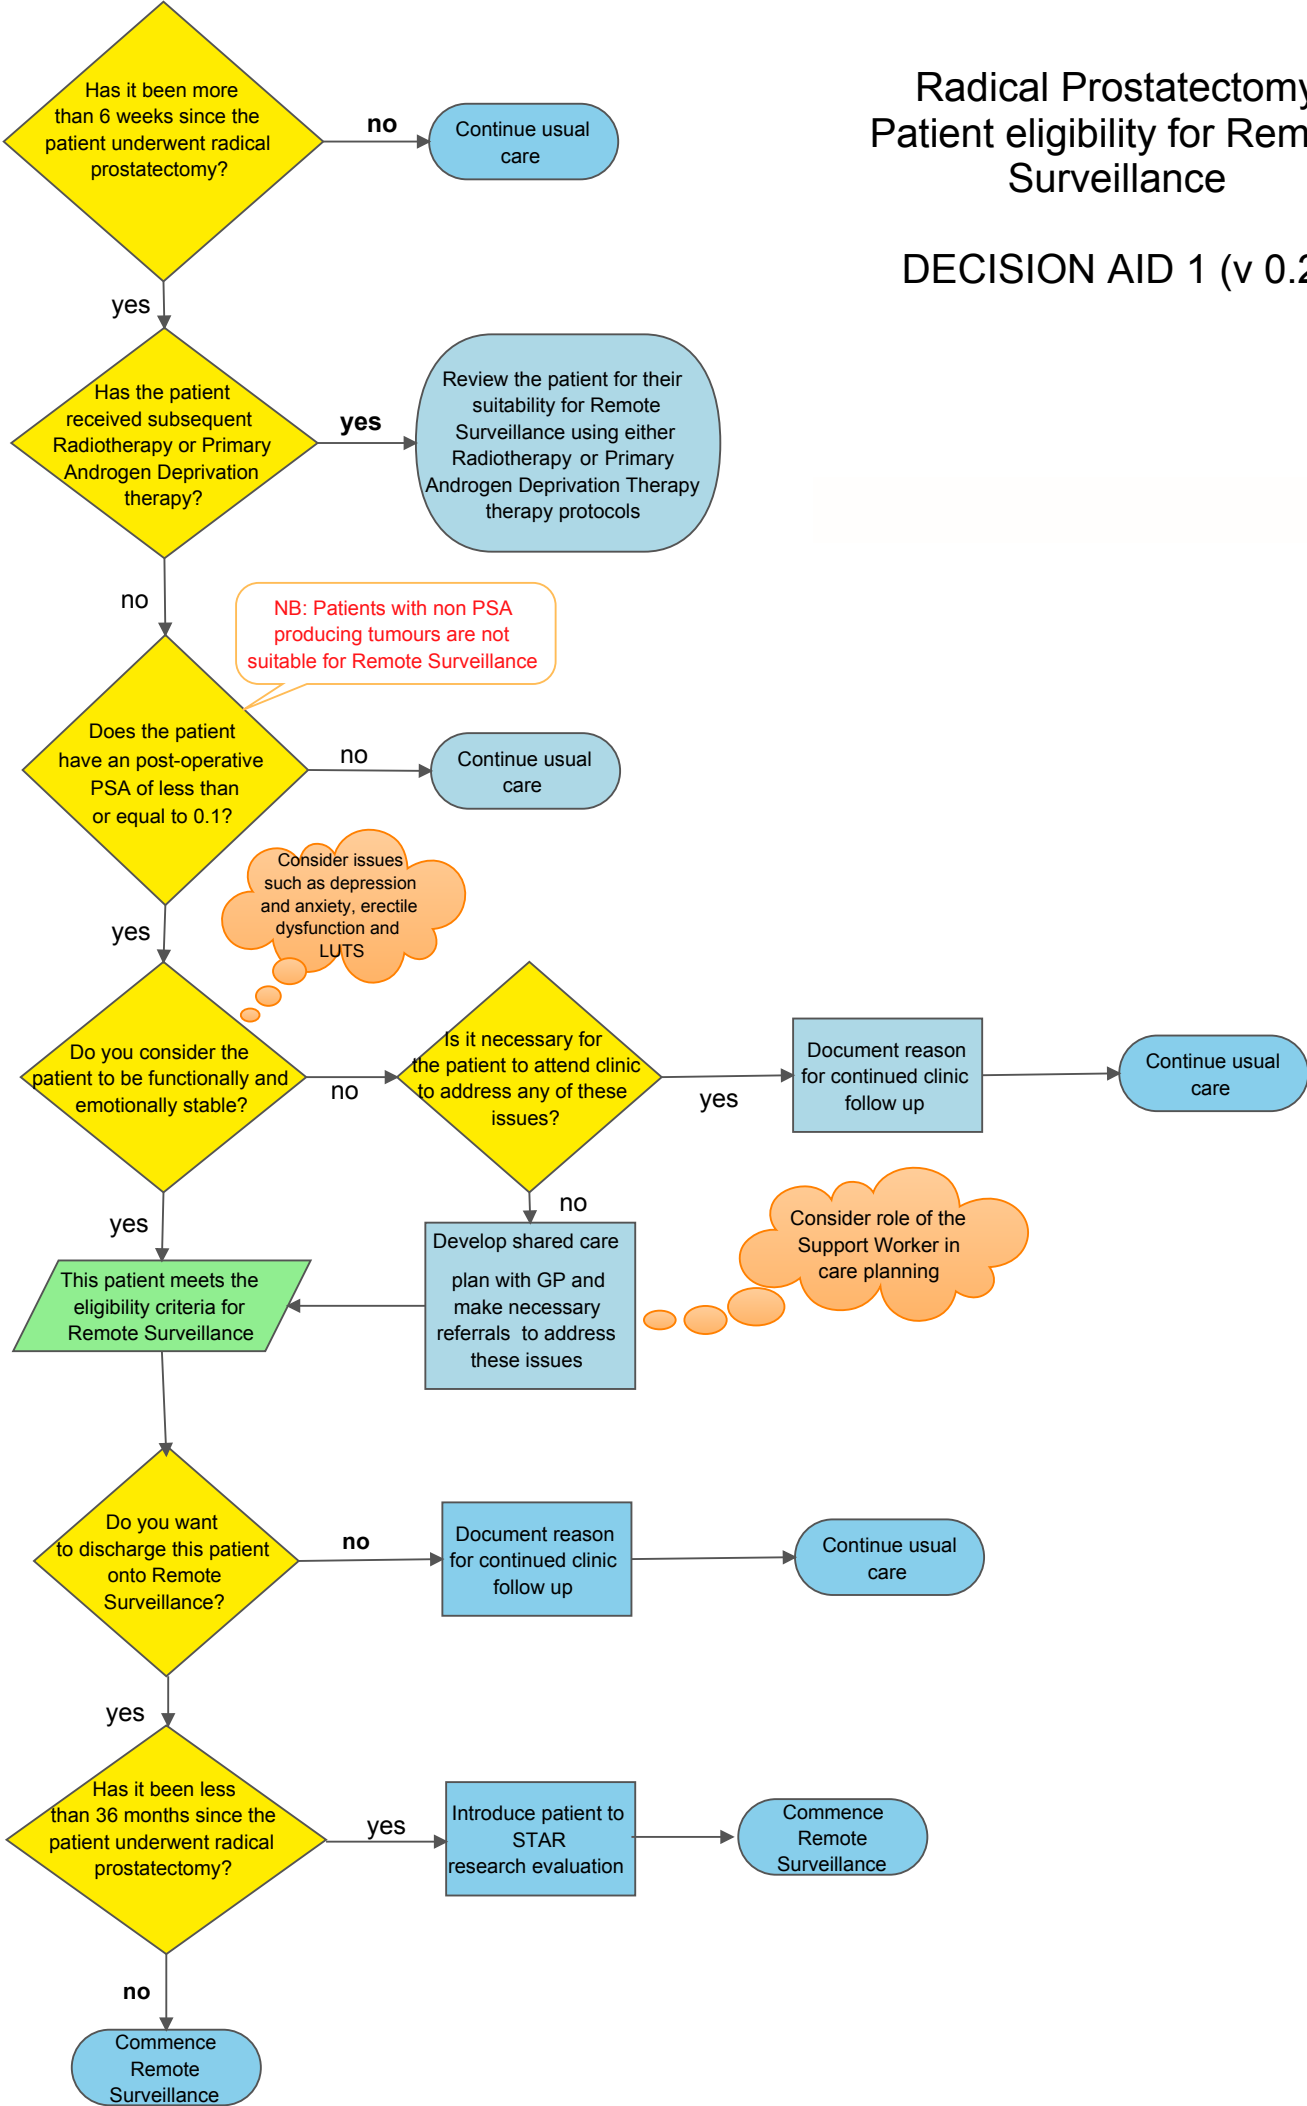 Radical Prostatectomy
Patient eligibility for Rem
Surveillance
DECISION AID 1 (v 0.2
Has it been more
than 6 weeks since the
patient underwent radical
prostatectomy?
no
Continue usual
care
yes
Has the patient
received subsequent
Radiotherapy or Primary
Androgen Deprivation
therapy?
yes
Review the patient for their
suitability for Remote
Surveillance using either
Radiotherapy or Primary
Androgen Deprivation Therapy
therapy protocols
no
NB: Patients with non PSA
producing tumours are not
suitable for Remote Surveillance
Does the patient
have an post-operative
PSA of less than
or equal to 0.1?
no
Continue usual
care
yes
Consider issues
such as depression
and anxiety, erectile
dysfunction and
LUTS
Do you consider the
patient to be functionally and
emotionally stable?
no
Is it necessary for
the patient to attend clinic
to address any of these
issues?
yes
Document reason
for continued clinic
follow up
Continue usual
care
no
yes
Develop shared care
plan with GP and
make necessary
referrals to address
these issues
Consider role of the
Support Worker in
care planning
This patient meets the
eligibility criteria for
Remote Surveillance
Do you want
to discharge this patient
onto Remote
Surveillance?
no
Document reason
for continued clinic
follow up
Continue usual
care
yes
Has it been less
than 36 months since the
patient underwent radical
prostatectomy?
yes
Introduce patient to
STAR
research evaluation
Commence
Remote
Surveillance
no
Commence
Remote
Surveillance